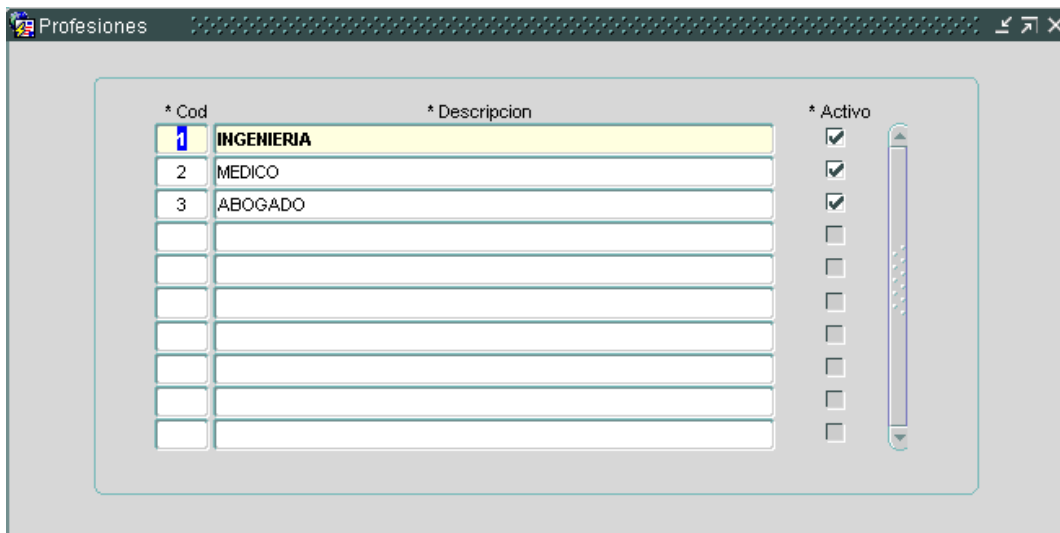 Profesiones
* Cod * Descripcion * Activo
1 INGENIERIA
2 MEDICO
3 ABOGADO